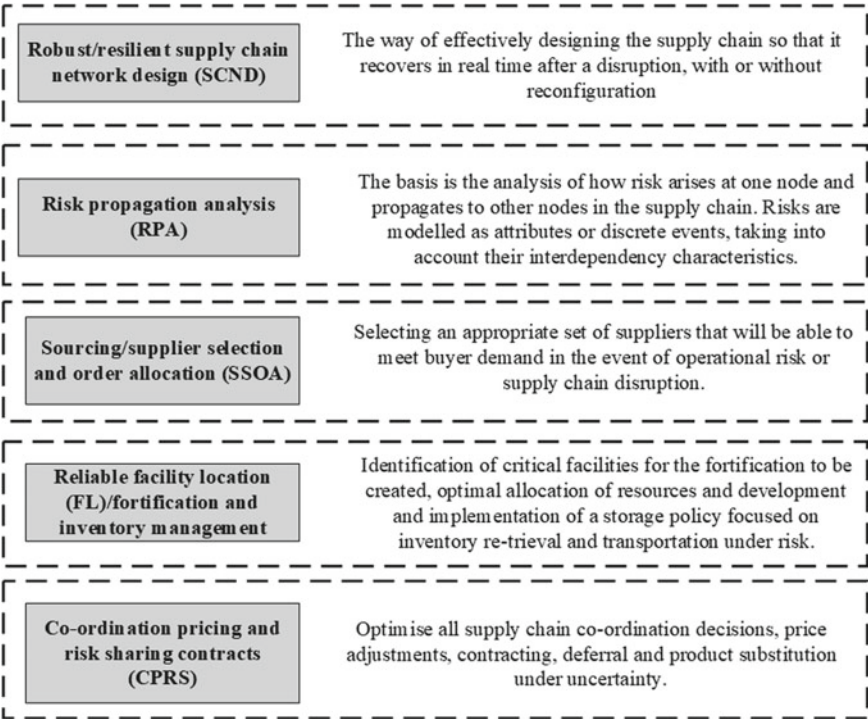 Robust/resilient supply chain
network design (SCND)
The way of effectively designing the supply chain so that it
recovers in real time after a disruption, with or without
reconfiguration
Risk propagation analysis
(RPA)
The basis is the analysis of how risk arises at one node and
propagates to other nodes in the supply chain. Risks are
modelled as attributes or discrete events, taking into
account their interdependency characteristics.
Sourcing/supplier selection
and order allocation (SSOA)
Selecting an appropriate set of suppliers that will be able to
meet buyer demand in the event of operational risk or
supply chain disruption.
Reliable facility location
(FL)/fortification and
inventory management
Identification of critical facilities for the fortification to be
created, optimal allocation of resources and development
and implementation of a storage policy focused on
inventory re-trieval and transportation under risk.
Co-ordination pricing and
risk sharing contracts
(CPRS)
Optimise all supply chain co-ordination decisions, price
adjustments, contracting, deferral and product substitution
under uncertainty.